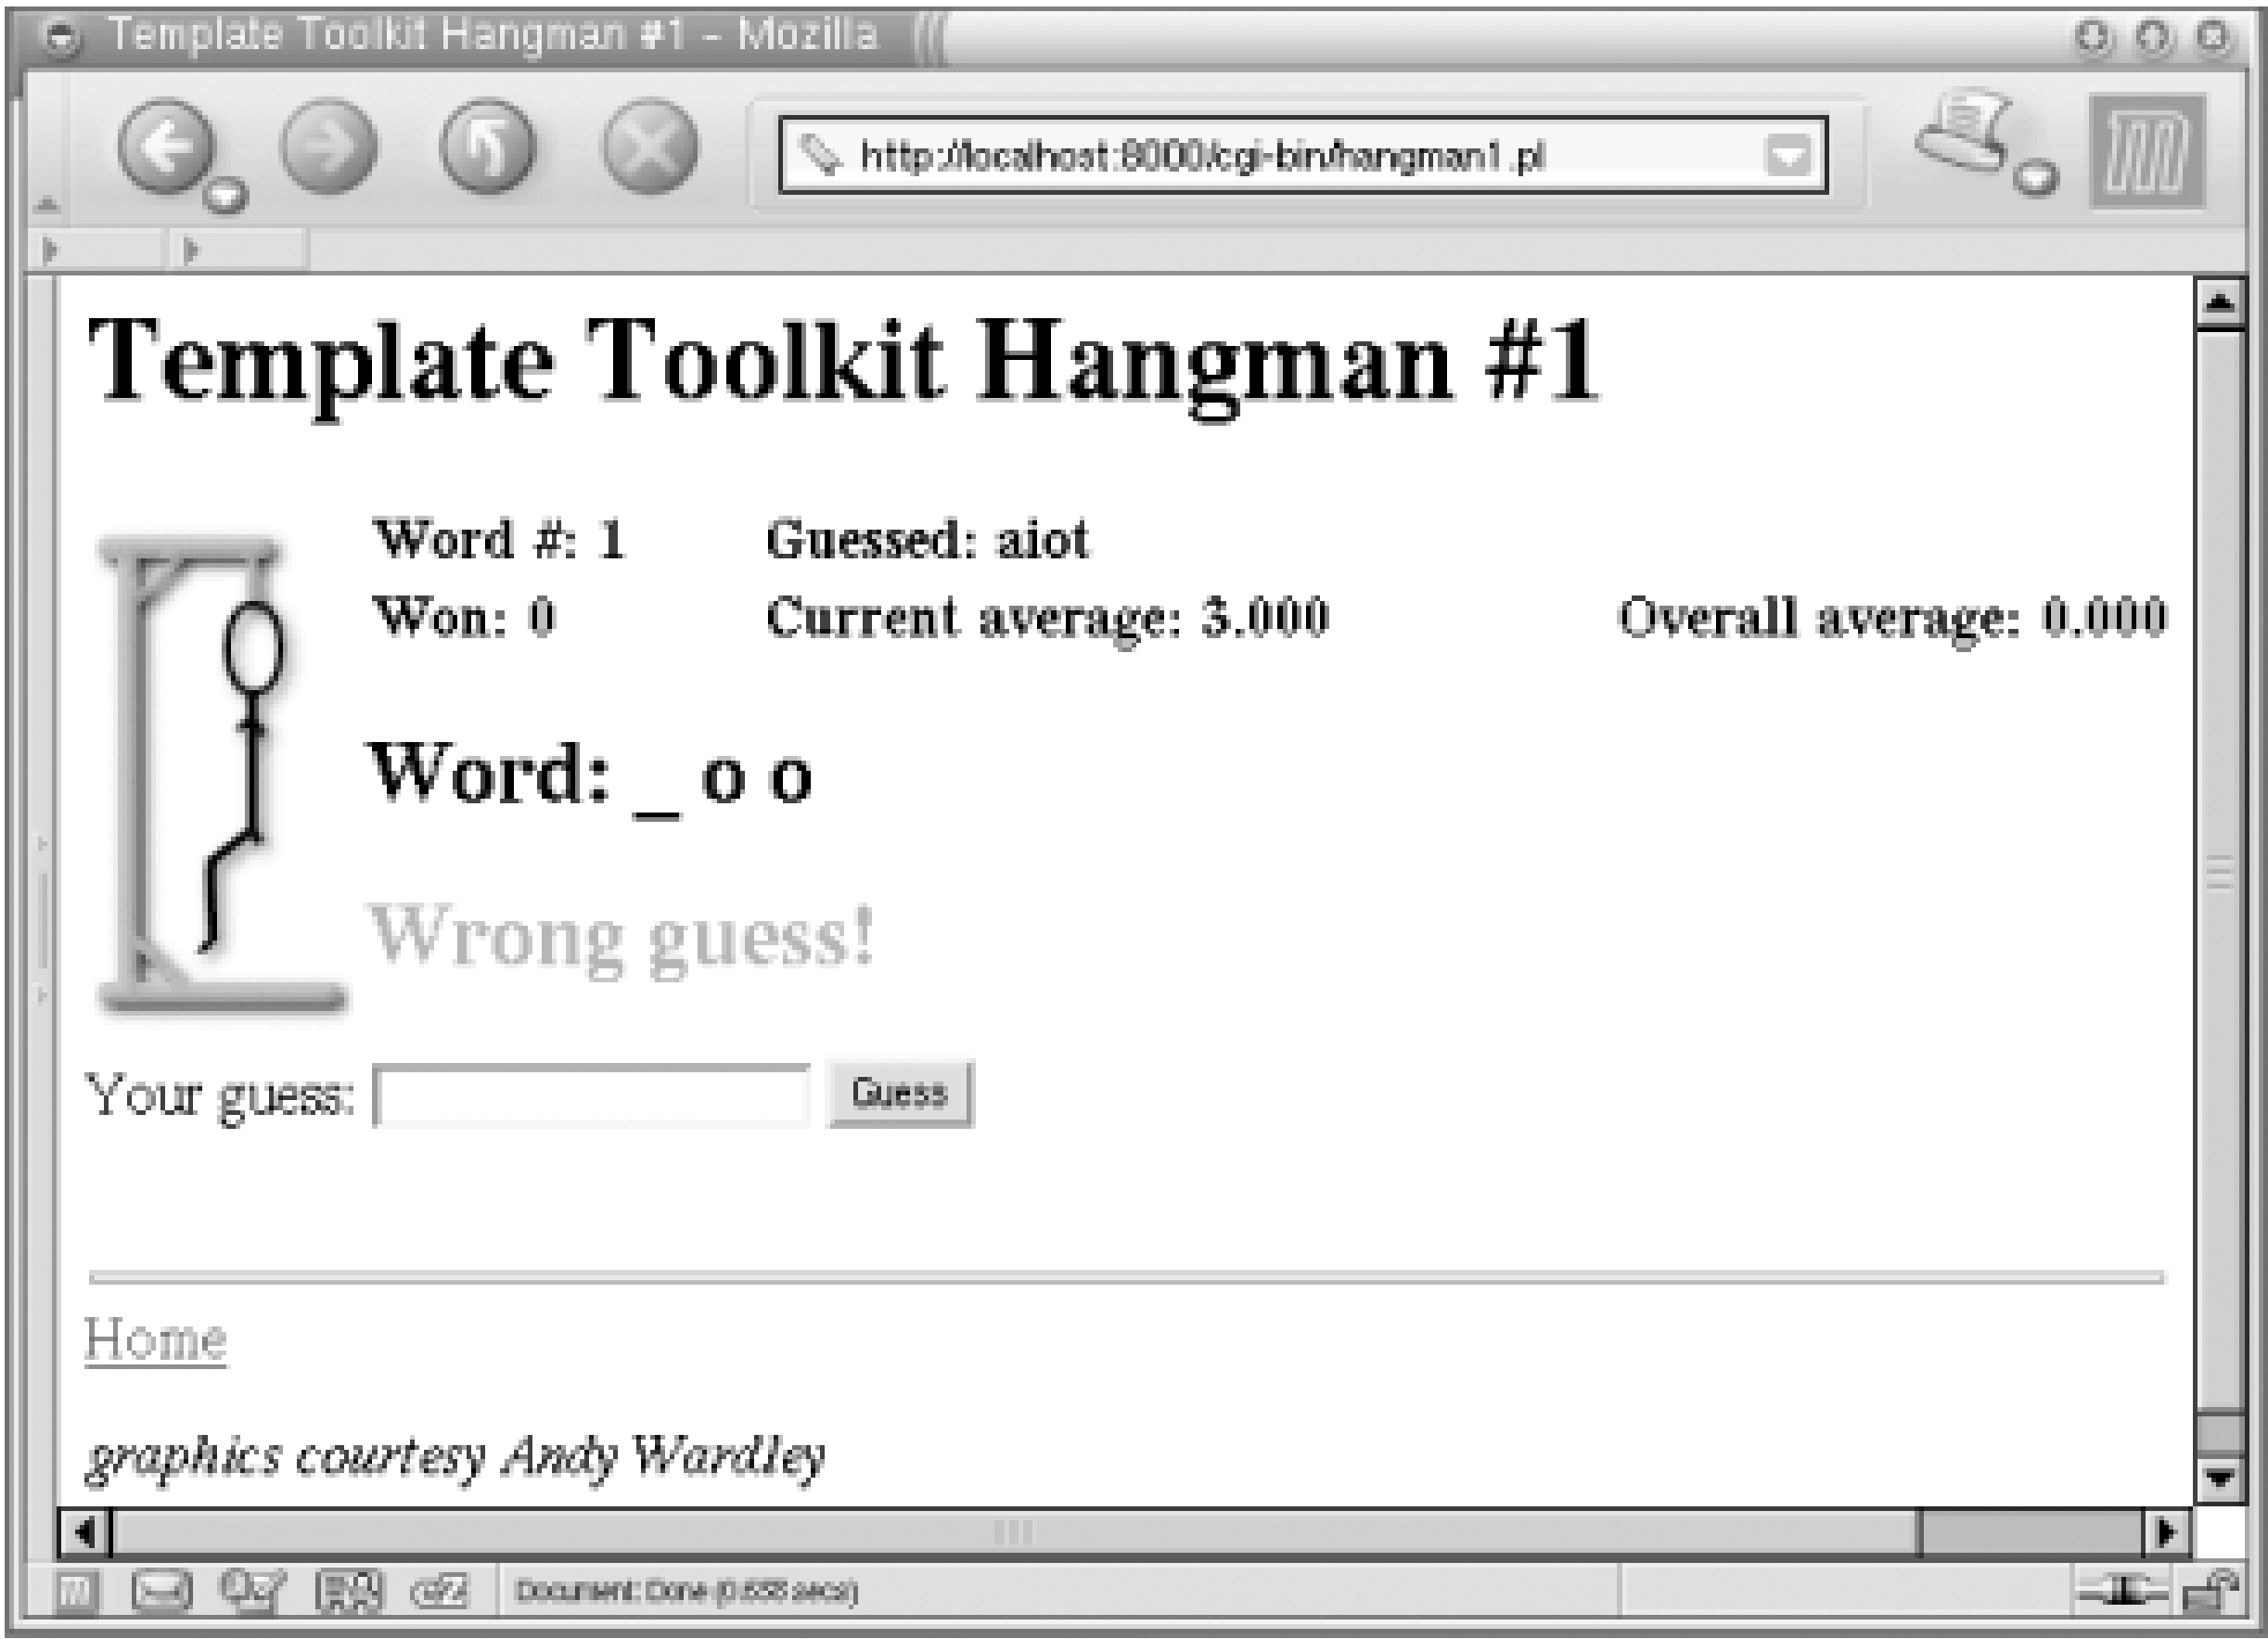 Template Toolkit Hangman #1 - Mozilla
http://localhost:8000/cgi-bin/hangman1.pl
Template Toolkit Hangman #1
Word #: 1 Guessed: aiot
Won: 0 Current average: 3.000 Overall average: 0.000
Word: _ o o
Wrong guess!
Your guess: Guess
Home
graphics courtesy Andy Wardley
Document: Done